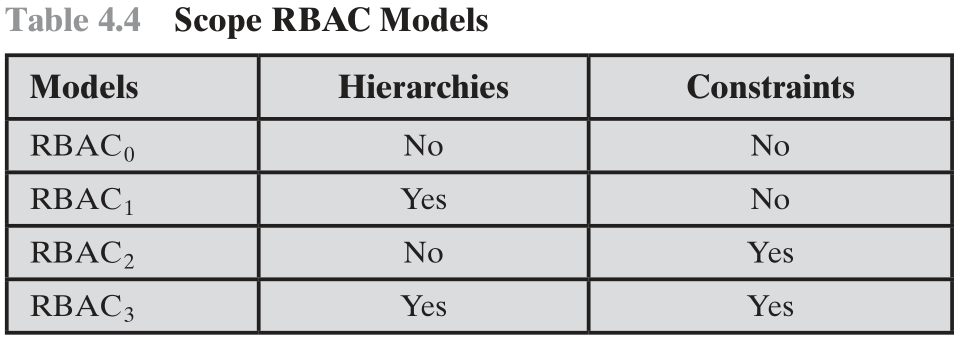 Table 4.4 Scope RBAC Models
Models Hierarchies Constraints
RBAC₀ No No
RBAC₁ Yes No
RBAC₂ No Yes
RBAC₃ Yes Yes